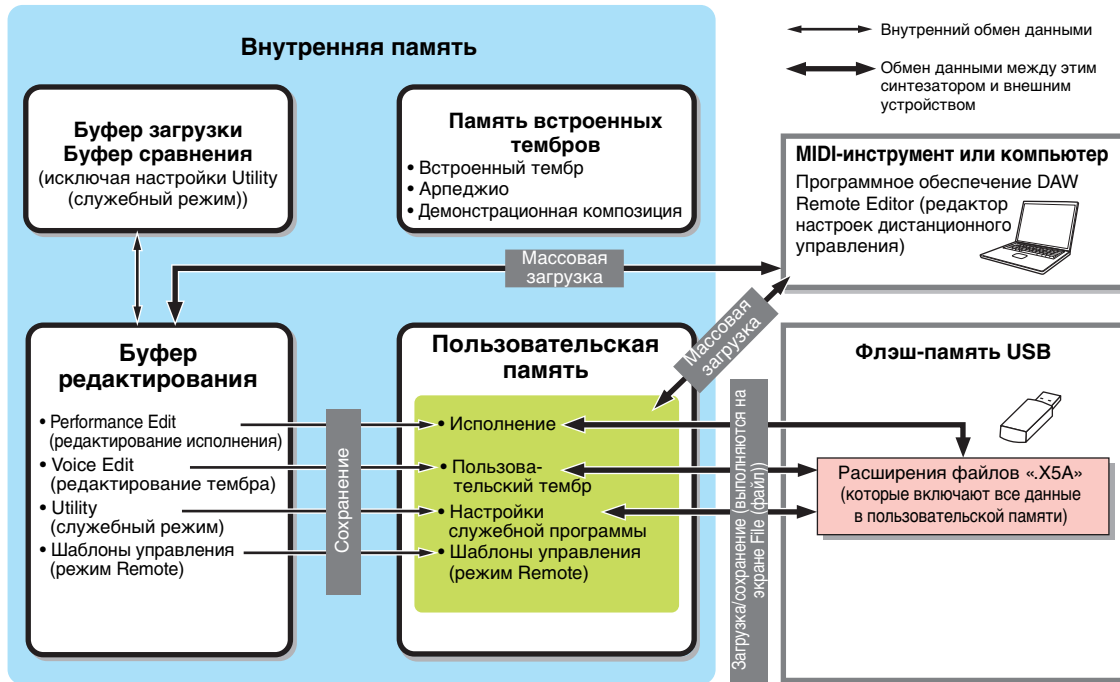 Внутренняя память
Буфер загрузки
Буфер сравнения
(исключая настройки Utility
(служебный режим))
Память встроенных
тембров
• Встроенный тембр
• Арпеджио
• Демонстрационная композиция
Внутренний обмен данными
Обмен данными между этим
синтезатором и внешним
устройством
MIDI-инструмент или компьютер
Программное обеспечение DAW
Remote Editor (редактор
настроек дистанционного
управления)
Массовая
загрузка
Массовая
загрузка
Буфер
редактирования
• Performance Edit
(редактирование исполнения)
• Voice Edit
(редактирование тембра)
• Utility
(служебный режим)
• Шаблоны управления
(режим Remote)
Сохранение
Пользовательская
память
• Исполнение
• Пользова-
тельский тембр
• Настройки
служебной программы
• Шаблоны управления
(режим Remote)
Загрузка/сохранение (выполняются на
экране File (файл))
Флэш-память USB
Расширения файлов «.X5A»
(которые включают все данные
в пользовательской памяти)